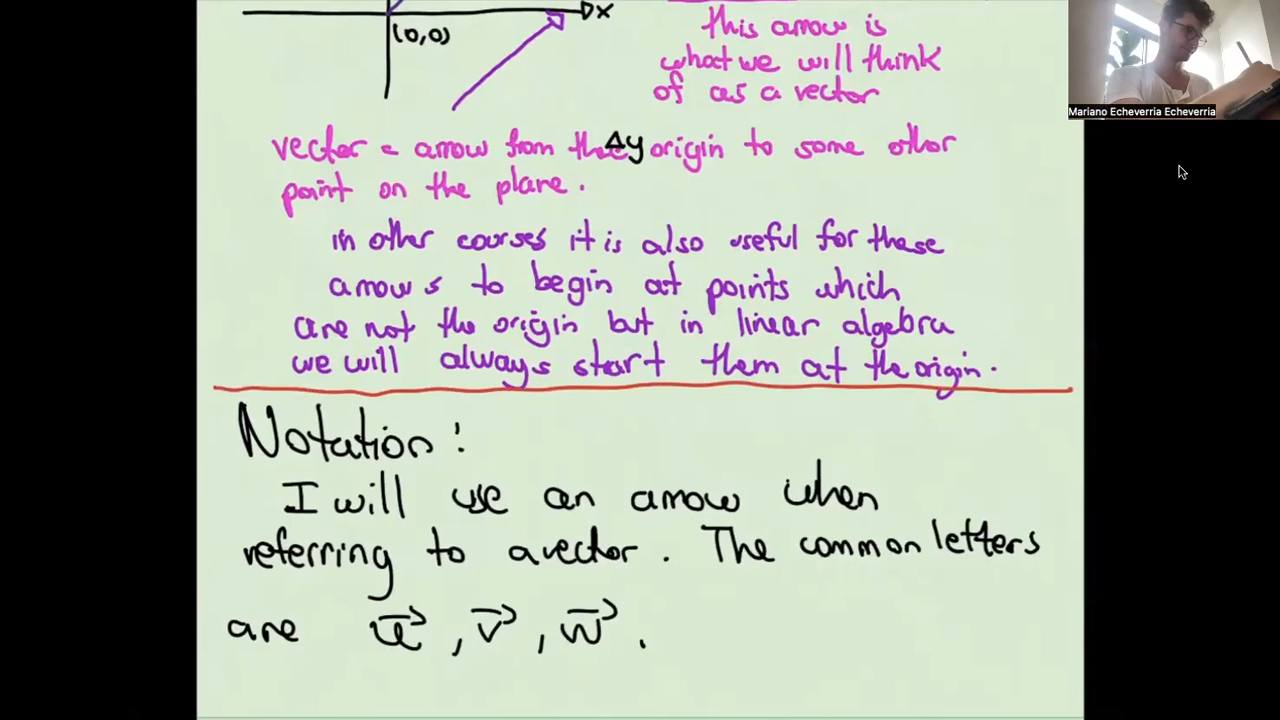 x
(0,0)
this arrow is
what we will think
of as a vector
Mariano Echeverria Echeverria
vector = arrow from the origin to some other
Δy
point on the plane.
in other courses it is also useful for these
arrows to begin at points which
are not the origin but in linear algebra
we will always start them at the origin.
Notation:
I will use an arrow when
referring to a vector. The common letters
are u⃗, v⃗, w⃗.